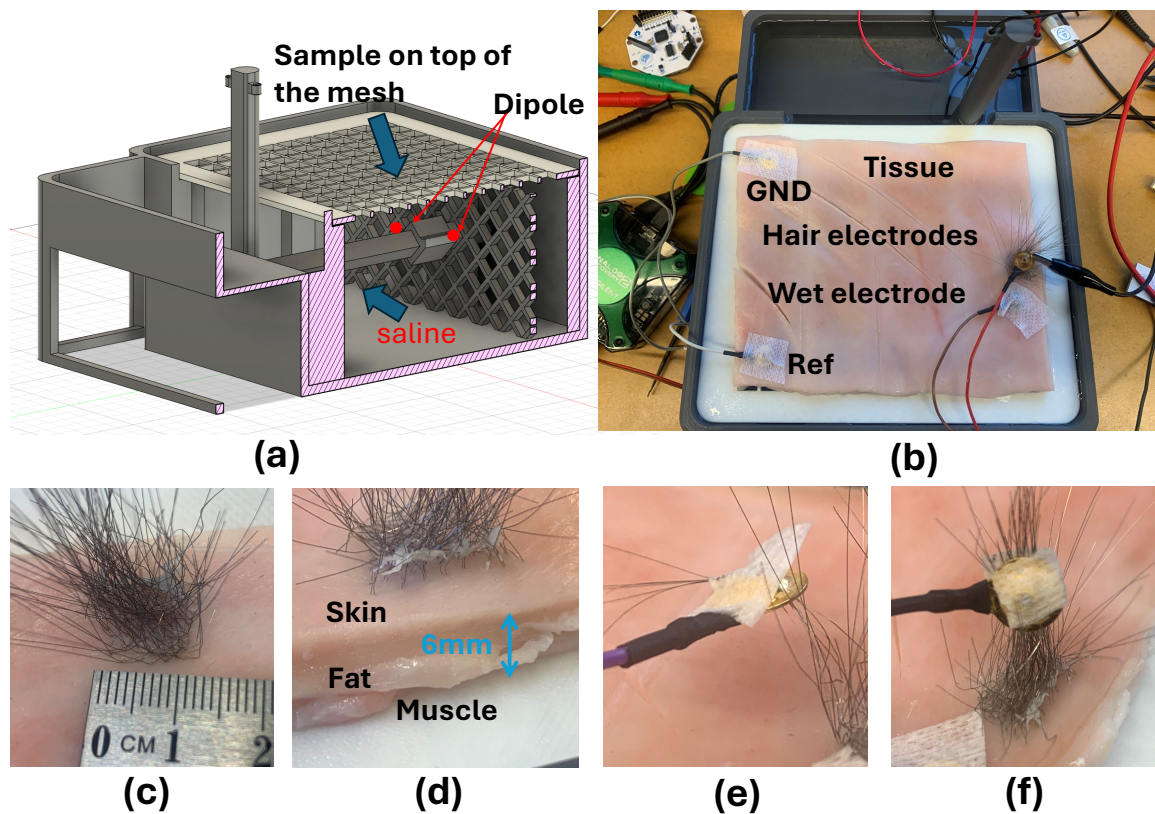 Sample on top of
the mesh
Dipole
saline
(a)
Tissue
GND
Hair electrodes
Wet electrode
Ref
(b)
0 CM 1 2
(c)
Skin
6mm
Fat
Muscle
(d)
(e)
(f)